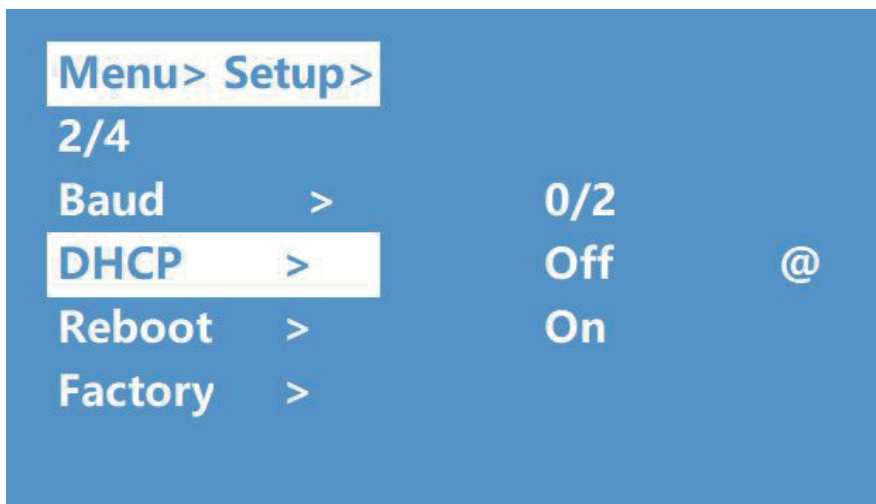 Menu> Setup>
2/4
Baud > 0/2
DHCP > Off @
Reboot > On
Factory >